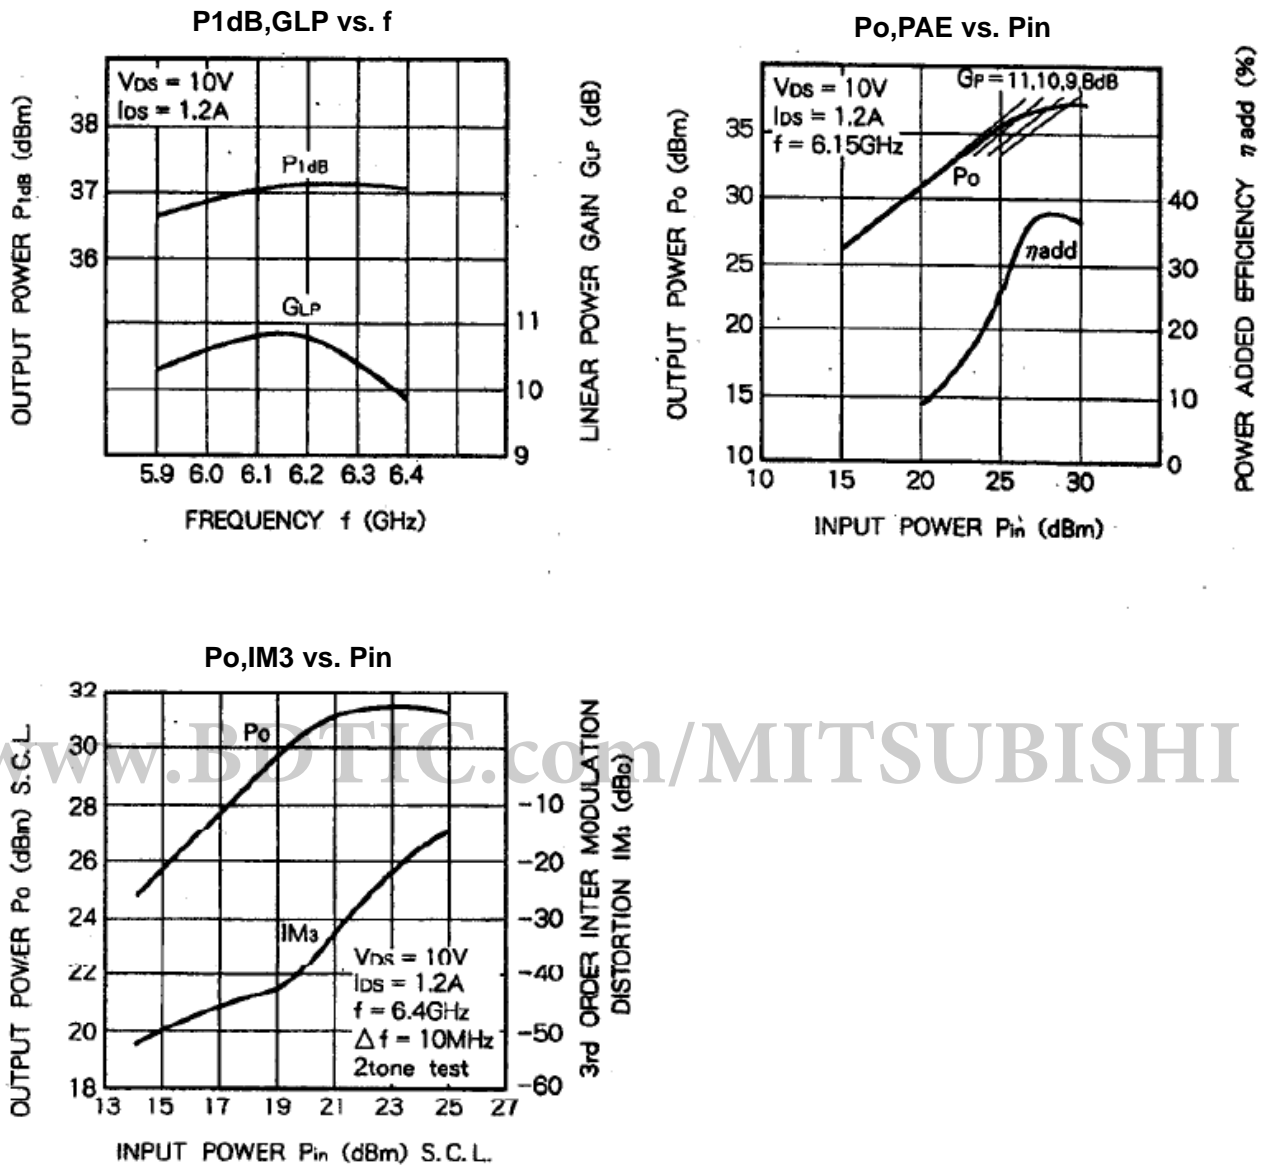 P1dB,GLP vs. f
VDS = 10V
IDS = 1.2A
P1dB
GLP
38
37
36
11
10
9
5.9 6.0 6.1 6.2 6.3 6.4
OUTPUT POWER P1dB (dBm)
LINEAR POWER GAIN GLP (dB)
FREQUENCY f (GHz)
Po,PAE vs. Pin
VDS = 10V
IDS = 1.2A
f = 6.15GHz
GP = 11,10,9,8dB
Po
ηadd
35
30
25
20
15
10
40
30
20
10
0
10 15 20 25 30
OUTPUT POWER Po (dBm)
POWER ADDED EFFICIENCY η add (%)
INPUT POWER Pin (dBm)
Po,IM3 vs. Pin
32
30
28
26
24
22
20
18
Po
IM3
VDS = 10V
IDS = 1.2A
f = 6.4GHz
Δf = 10MHz
2tone test
-10
-20
-30
-40
-50
-60
13 15 17 19 21 23 25 27
OUTPUT POWER Po (dBm) S.C.L.
3rd ORDER INTER MODULATION
DISTORTION IM3 (dBc)
INPUT POWER Pin (dBm) S.C.L.
www.BDTIC.com/MITSUBISHI